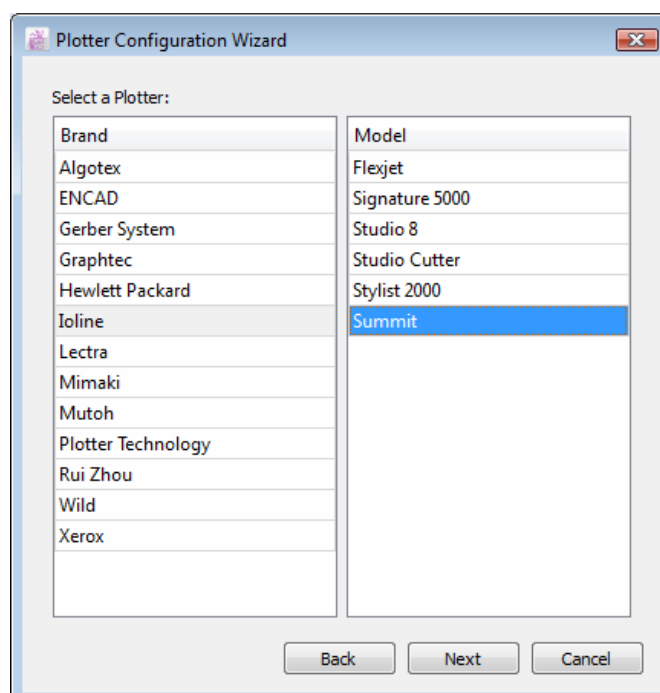 Plotter Configuration Wizard
Select a Plotter:
Brand
Algotex
ENCAD
Gerber System
Graphtec
Hewlett Packard
Ioline
Lectra
Mimaki
Mutoh
Plotter Technology
Rui Zhou
Wild
Xerox
Model
Flexjet
Signature 5000
Studio 8
Studio Cutter
Stylist 2000
Summit
Back
Next
Cancel